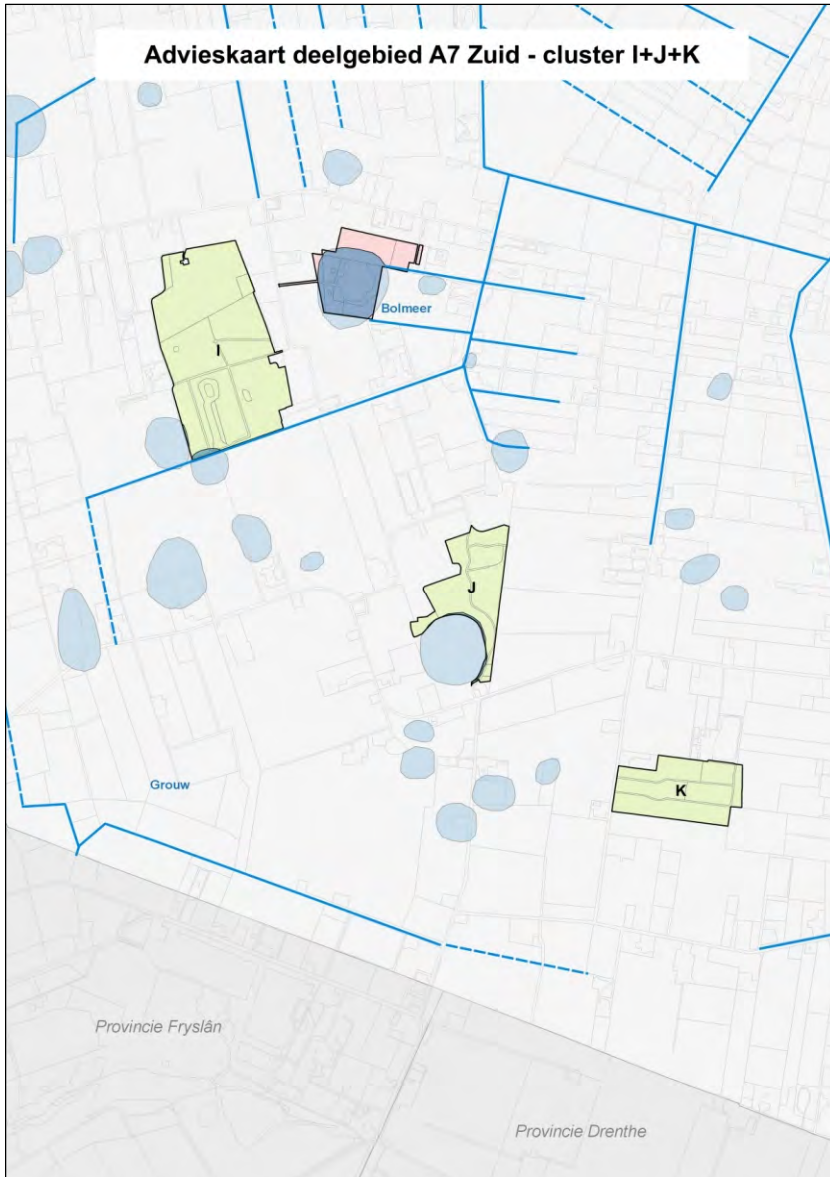 Advieskaart deelgebied A7 Zuid - cluster I+J+K
Bolmeer
I
J
K
Grouw
Provincie Fryslân
Provincie Drenthe